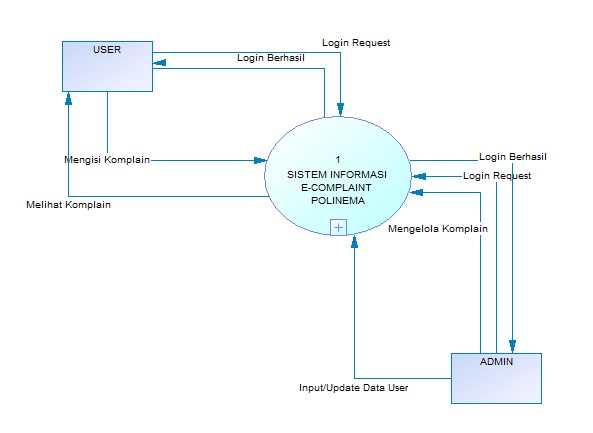 Login Request
USER
Login Berhasil
1
SISTEM INFORMASI
E-COMPLAINT
POLINEMA
Mengisi Komplain
Login Berhasil
Login Request
Melihat Komplain
Mengelola Komplain
ADMIN
Input/Update Data User